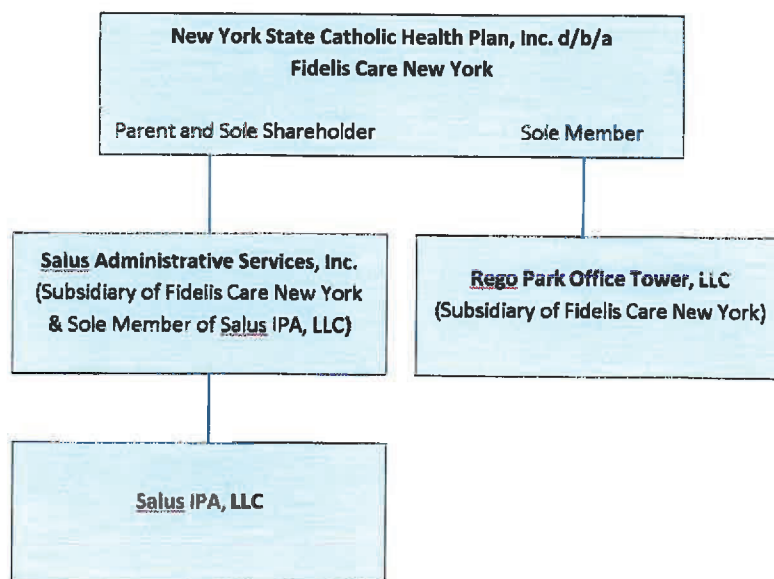 New York State Catholic Health Plan, Inc. d/b/a
Fidelis Care New York
Parent and Sole Shareholder
Sole Member
Salus Administrative Services, Inc.
(Subsidiary of Fidelis Care New York
& Sole Member of Salus IPA, LLC)
Rego Park Office Tower, LLC
(Subsidiary of Fidelis Care New York)
Salus IPA, LLC